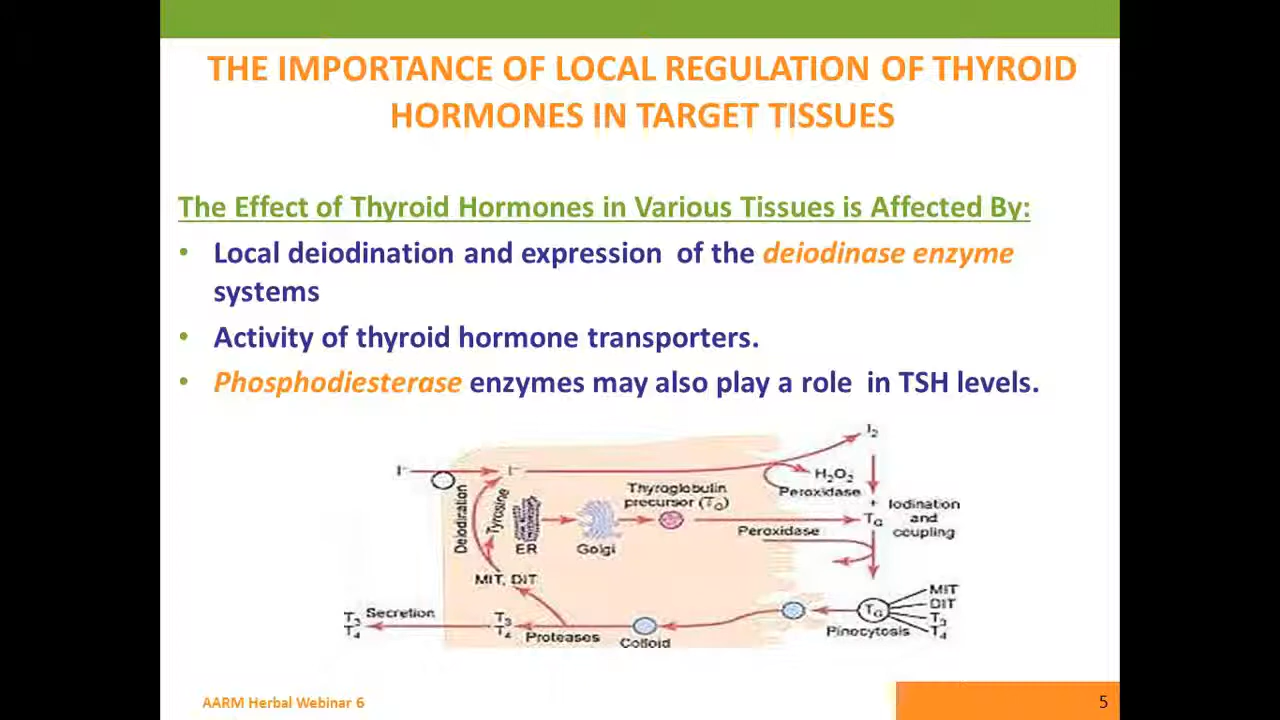 THE IMPORTANCE OF LOCAL REGULATION OF THYROID
HORMONES IN TARGET TISSUES
The Effect of Thyroid Hormones in Various Tissues is Affected By:
• Local deiodination and expression of the deiodinase enzyme
systems
• Activity of thyroid hormone transporters.
• Phosphodiesterase enzymes may also play a role in TSH levels.
I⁻
I⁻
I₂
H₂O₂
Peroxidase
Deiodination
Tyrosine
ER
Golgi
Thyroglobulin
precursor (TG)
Peroxidase
+
TG
Iodination
and
coupling
MIT, DIT
MIT
DIT
T₃
T₄
TG
Pinocytosis
Colloid
Proteases
T₃
T₄
Secretion
T₃
T₄
AARM Herbal Webinar 6
5